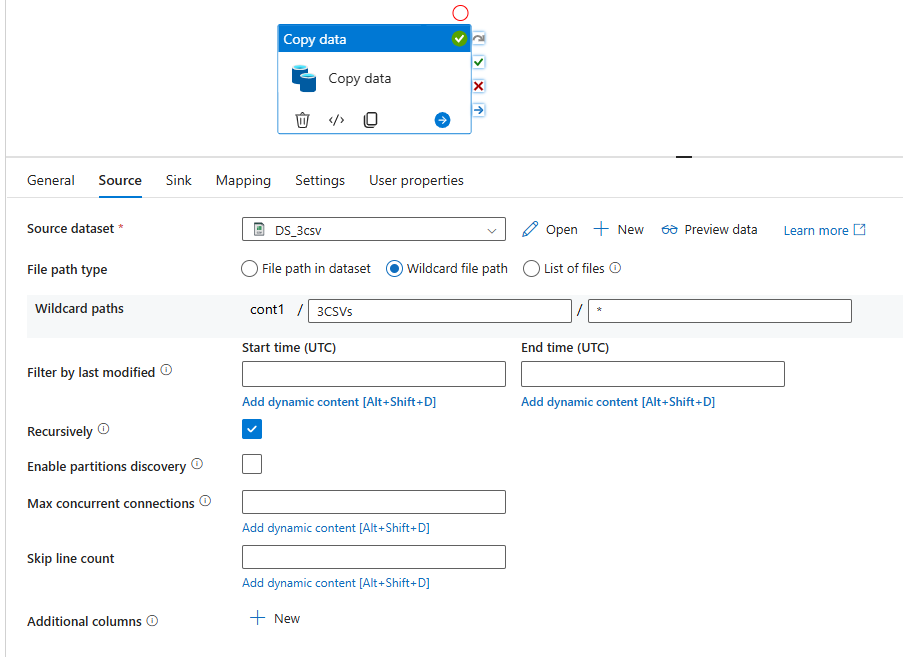 Copy data
Copy data
General Source Sink Mapping Settings User properties
Source dataset * DS_3csv Open New Preview data Learn more
File path type File path in dataset Wildcard file path List of files
Wildcard paths cont1 / 3CSVs / *
Start time (UTC) End time (UTC)
Filter by last modified
Add dynamic content [Alt+Shift+D] Add dynamic content [Alt+Shift+D]
Recursively
Enable partitions discovery
Max concurrent connections
Add dynamic content [Alt+Shift+D]
Skip line count
Add dynamic content [Alt+Shift+D]
Additional columns New